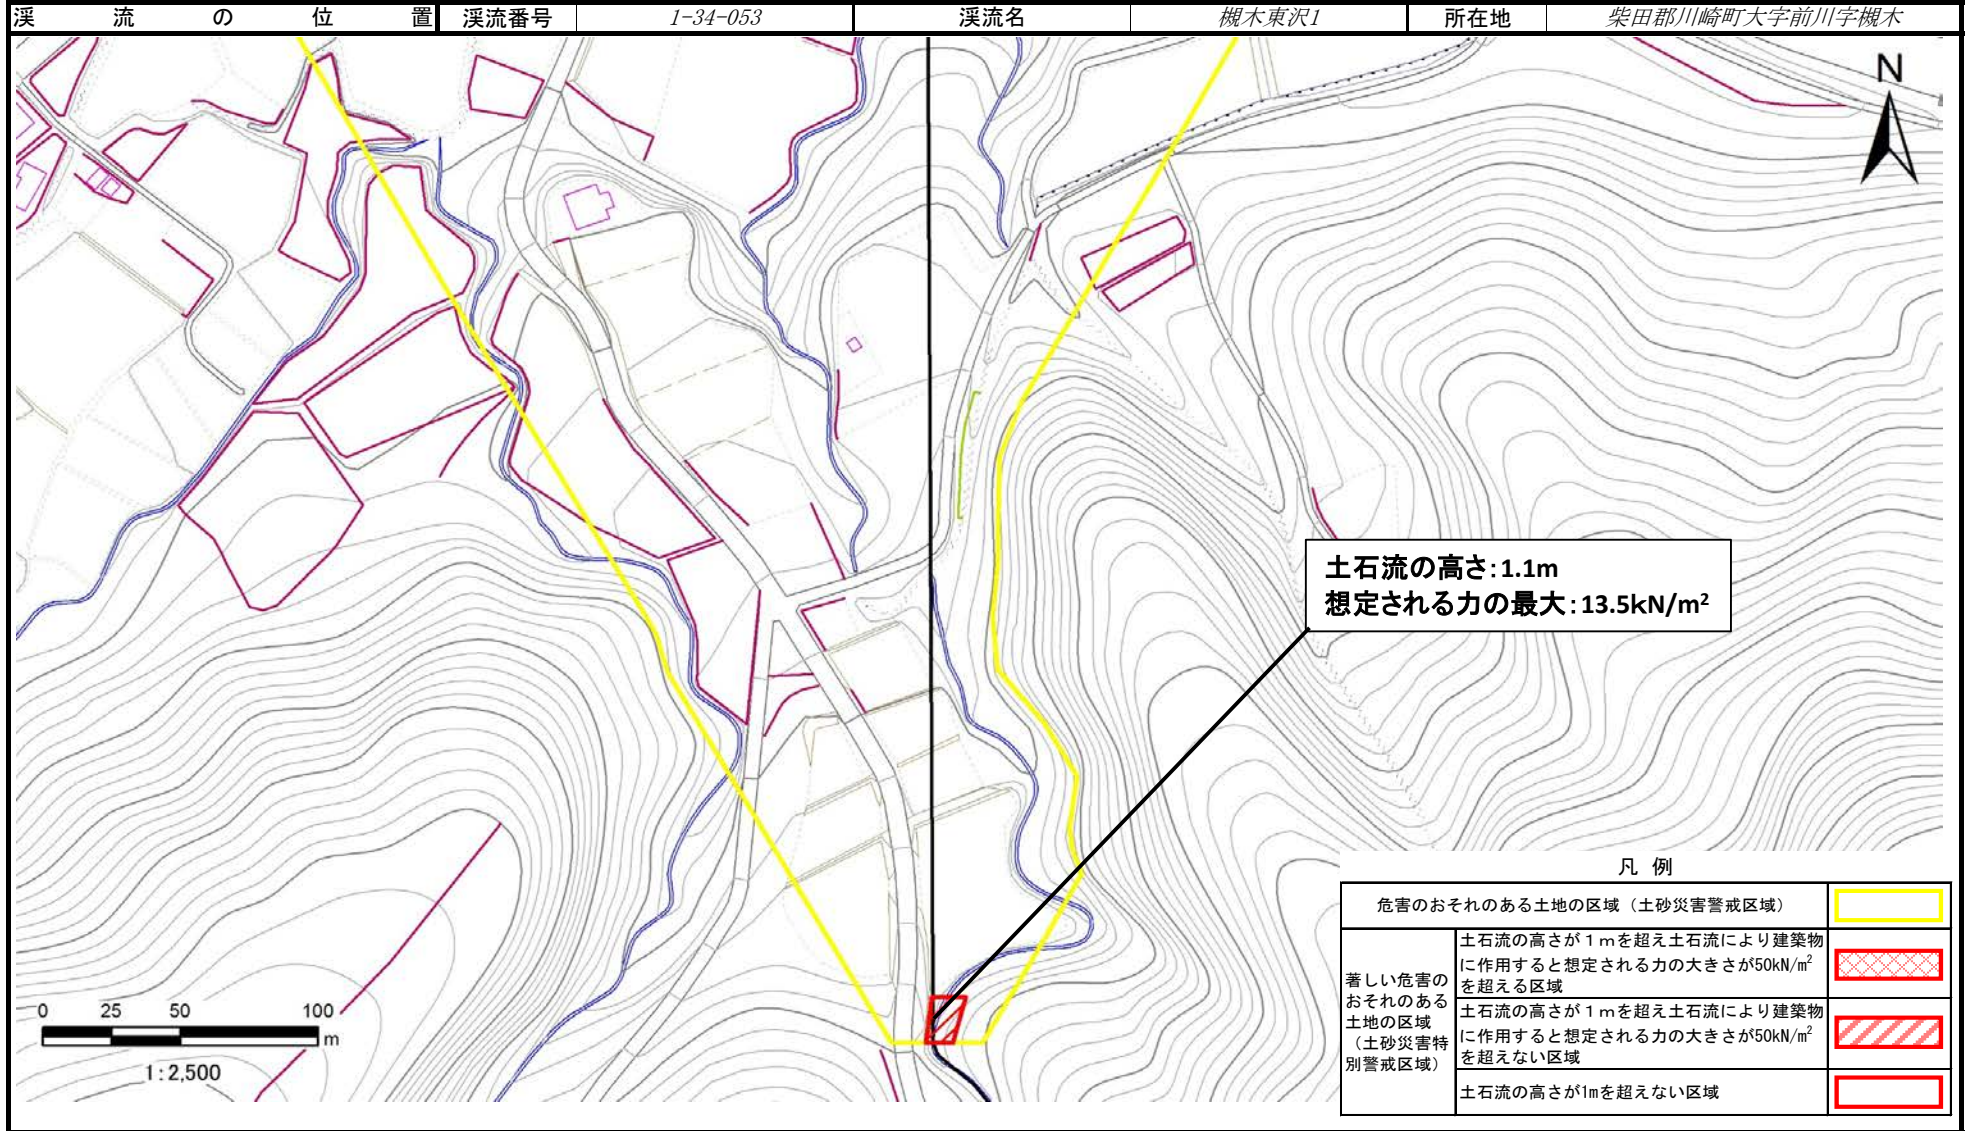 渓流の位置 渓流番号 1-34-053 渓流名 槻木東沢1 所在地 柴田郡川崎町大字前川字槻木
N
土石流の高さ:1.1m
想定される力の最大:13.5kN/m²
凡 例
危害のおそれのある土地の区域（土砂災害警戒区域）
著しい危害の
おそれのある
土地の区域
（土砂災害特
別警戒区域）
土石流の高さが１ｍを超え土石流により建築物
に作用すると想定される力の大きさが50kN/m²
を超える区域
土石流の高さが１ｍを超え土石流により建築物
に作用すると想定される力の大きさが50kN/m²
を超えない区域
土石流の高さが1mを超えない区域
0 25 50 100
m
1:2,500